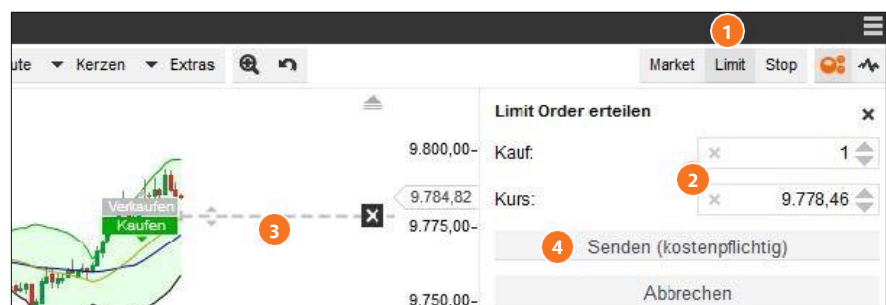 1
ute Kerzen Extras Market Limit Stop
Limit Order erteilen
9.800,00
Kauf: 1
2
9.784,82
Kurs: 9.778,46
Verkaufen
Kaufen
3
9.775,00
4 Senden (kostenpflichtig)
Abbrechen
9.750,00